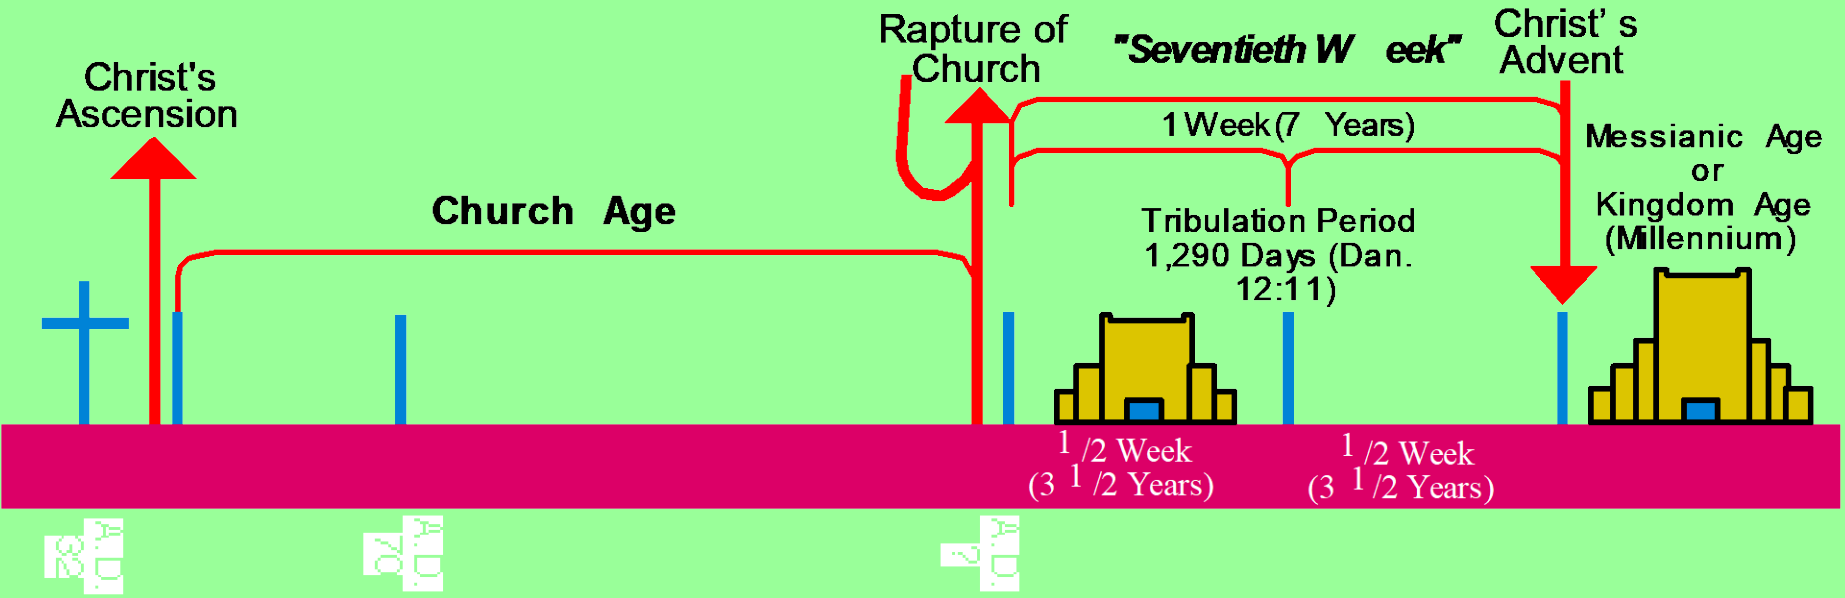 Christ's
Ascension
Church Age
Rapture of
Church
"Seventieth W eek"
1 Week (7 Years)
Tribulation Period
1,290 Days (Dan.
12:11)
Christ' s
Advent
Messianic Age
or
Kingdom Age
(Millennium)
1/2 Week
(3 1/2 Years)
1/2 Week
(3 1/2 Years)